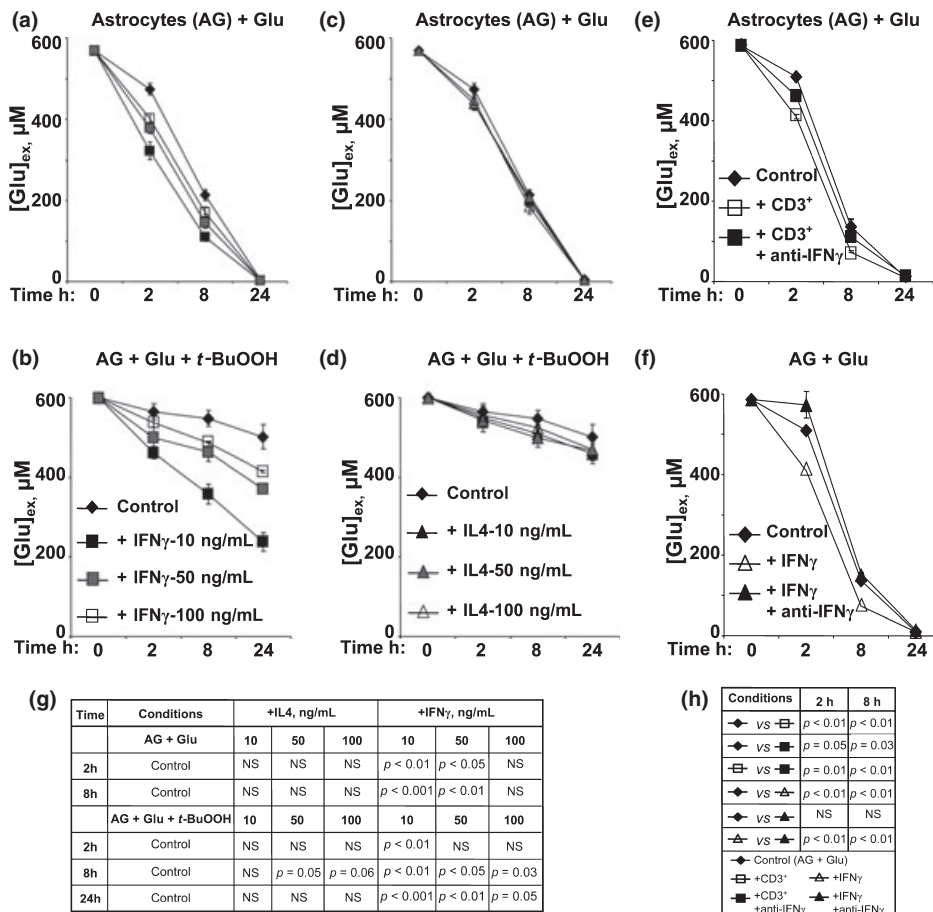 (a) Astrocytes (AG) + Glu
600
400
200
0
[Glu]ex, µM
Time h: 0 2 8 24
(c) Astrocytes (AG) + Glu
600
400
200
0
[Glu]ex, µM
Time h: 0 2 8 24
(e) Astrocytes (AG) + Glu
600
400
200
0
[Glu]ex, µM
Control
+ CD3⁺
+ CD3⁺
+ anti-IFNγ
Time h: 0 2 8 24
(b) AG + Glu + t-BuOOH
600
400
200
0
[Glu]ex, µM
Control
+ IFNγ-10 ng/mL
+ IFNγ-50 ng/mL
+ IFNγ-100 ng/mL
Time h: 0 2 8 24
(d) AG + Glu + t-BuOOH
600
400
200
0
[Glu]ex, µM
Control
+ IL4-10 ng/mL
+ IL4-50 ng/mL
+ IL4-100 ng/mL
Time h: 0 2 8 24
(f) AG + Glu
600
400
200
0
[Glu]ex, µM
Control
+ IFNγ
+ IFNγ
+ anti-IFNγ
Time h: 0 2 8 24
(g)
Time Conditions +IL4, ng/mL +IFNγ, ng/mL
AG + Glu 10 50 100 10 50 100
2h Control NS NS NS p < 0.01 p < 0.05 NS
8h Control NS NS NS p < 0.001 p < 0.01 NS
AG + Glu + t-BuOOH 10 50 100 10 50 100
2h Control NS NS NS p < 0.01 NS NS
8h Control NS p = 0.05 p = 0.06 p < 0.01 p < 0.05 p = 0.03
24h Control NS NS NS p < 0.001 p < 0.01 p = 0.05
(h)
Conditions 2 h 8 h
vs p < 0.01 p < 0.01
vs p = 0.05 p = 0.03
vs p = 0.01 p < 0.01
vs p < 0.01 p < 0.01
vs NS NS
vs p < 0.01 p < 0.01
Control (AG + Glu)
+CD3⁺ +IFNγ
+CD3⁺ +IFNγ
+anti-IFNγ +anti-IFNγ